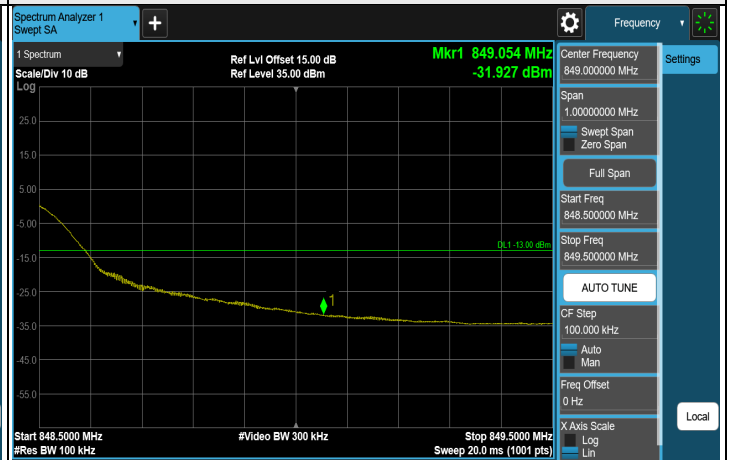 Spectrum Analyzer 1
Swept SA
+
Frequency
1 Spectrum
Scale/Div 10 dB
Log
Ref Lvl Offset 15.00 dB
Ref Level 35.00 dBm
Mkr1 849.054 MHz
-31.927 dBm
25.0
15.0
5.00
-5.00
-15.0
-25.0
-35.0
-45.0
-55.0
DL1 -13.00 dBm
1
Start 848.5000 MHz
#Res BW 100 kHz
#Video BW 300 kHz
Stop 849.5000 MHz
Sweep 20.0 ms (1001 pts)
Center Frequency
849.000000 MHz
Settings
Span
1.00000000 MHz
Swept Span
Zero Span
Full Span
Start Freq
848.500000 MHz
Stop Freq
849.500000 MHz
AUTO TUNE
CF Step
100.000 kHz
Auto
Man
Freq Offset
0 Hz
X Axis Scale
Log
Lin
Local